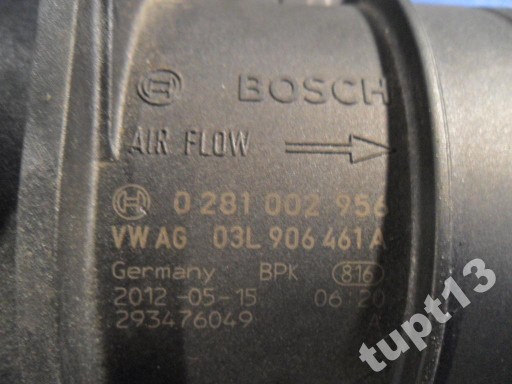 BOSCH
AIR FLOW
0 281 002 956
VW AG 03L 906 461 A
Germany BPK 816
2012-05-15 06:20
293476049 A
tupt13